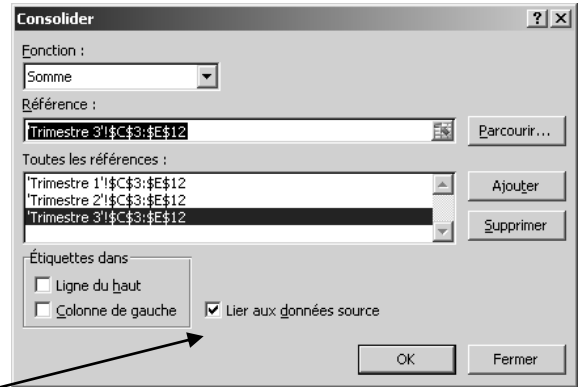 Consolider
Fonction :
Somme
Référence :
'Trimestre 3'!$C$3:$E$12
Parcourir...
Toutes les références :
'Trimestre 1'!$C$3:$E$12
'Trimestre 2'!$C$3:$E$12
'Trimestre 3'!$C$3:$E$12
Ajouter
Supprimer
Étiquettes dans
Ligne du haut
Colonne de gauche
Lier aux données source
OK
Fermer